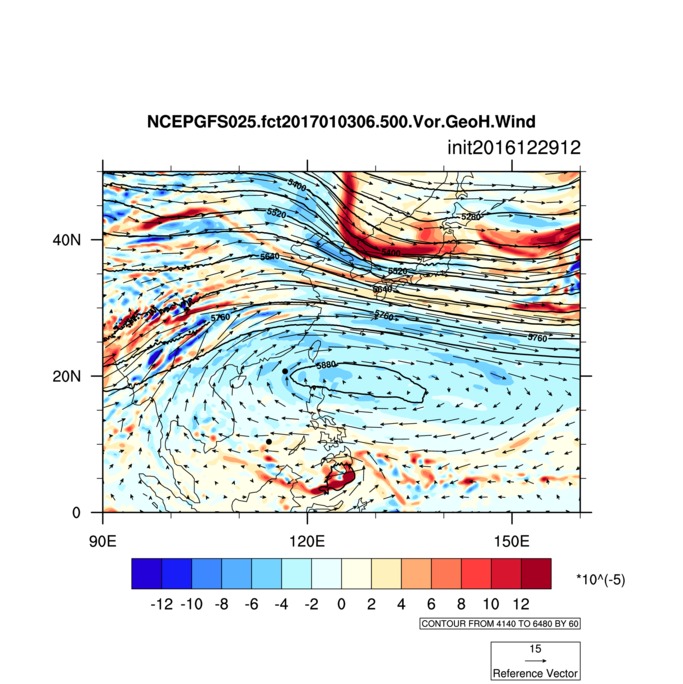 NCEPGFS025.fct2017010306.500.Vor.GeoH.Wind
init2016122912
5400
5520
5280
40N
5400
5640
5520
5640
5760
5760
5760
5880
20N
0
90E 120E 150E
-12 -10 -8 -6 -4 -2 0 2 4 6 8 10 12
*10^(-5)
CONTOUR FROM 4140 TO 6480 BY 60
15
Reference Vector